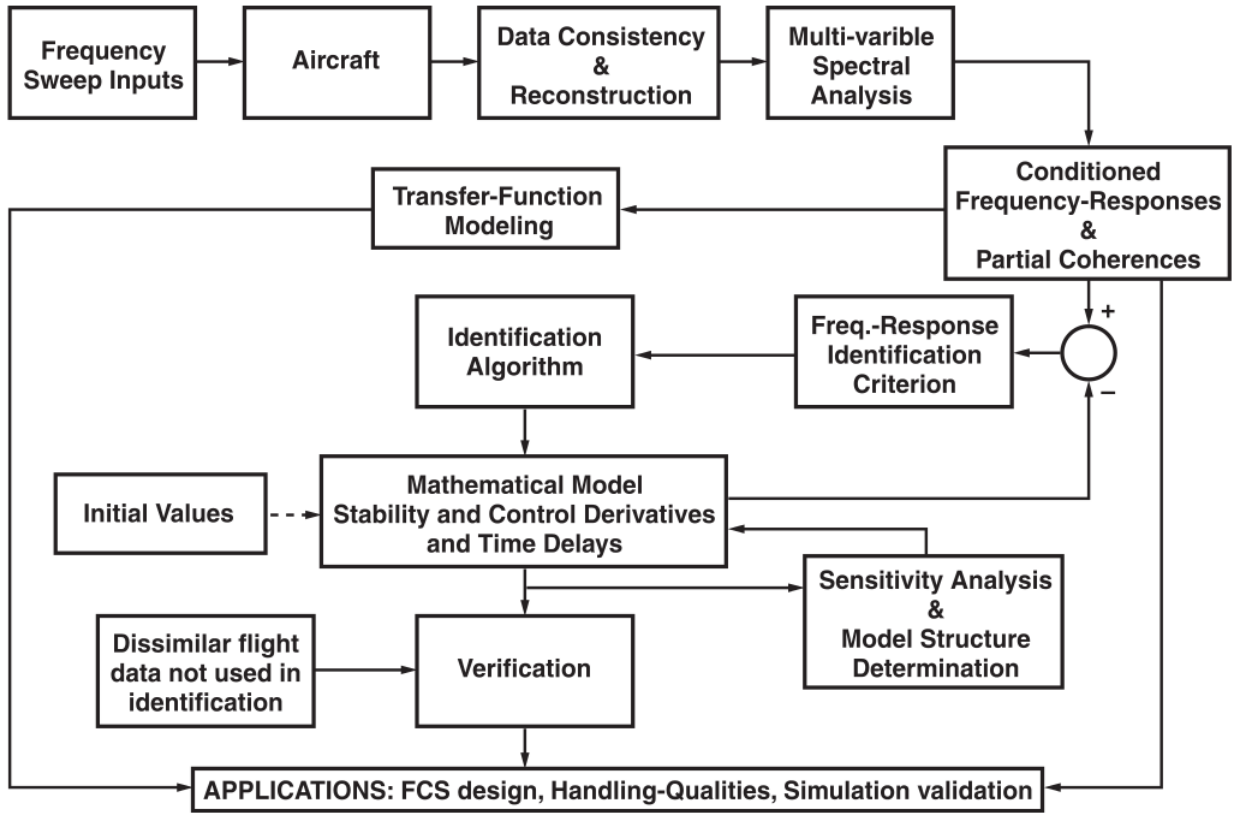 Frequency
Sweep Inputs
Aircraft
Data Consistency
&
Reconstruction
Multi-varible
Spectral
Analysis
Transfer-Function
Modeling
Conditioned
Frequency-Responses
&
Partial Coherences
+
Identification
Algorithm
Freq.-Response
Identification
Criterion
–
Initial Values
Mathematical Model
Stability and Control Derivatives
and Time Delays
Sensitivity Analysis
&
Model Structure
Determination
Dissimilar flight
data not used in
identification
Verification
APPLICATIONS: FCS design, Handling-Qualities, Simulation validation